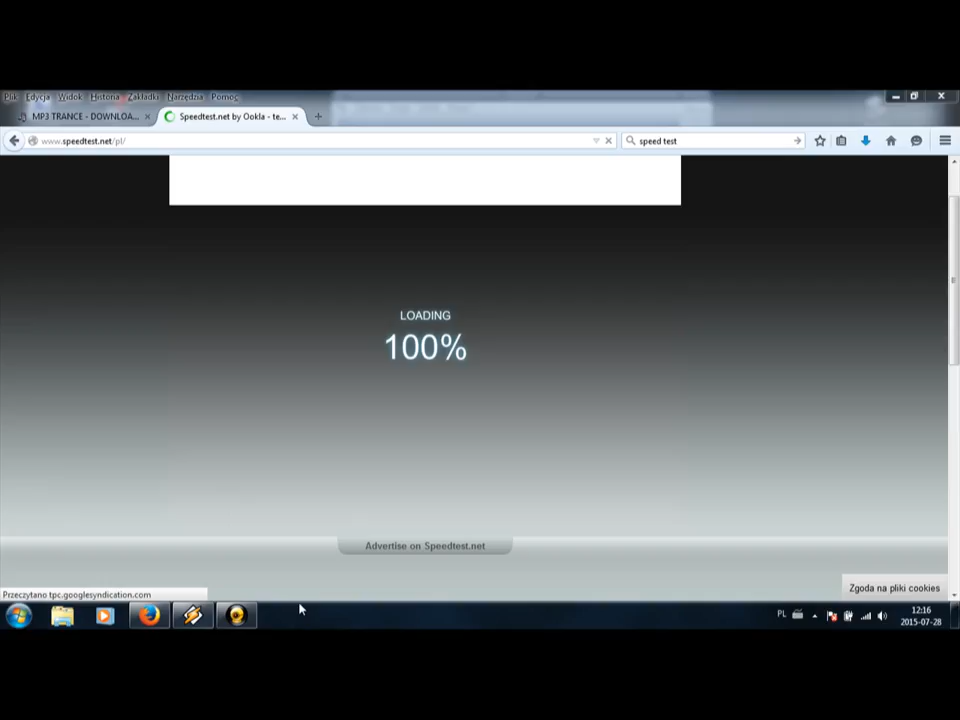 Plik Edycja Widok Historia Zakładki Narzędzia Pomoc
MP3 TRANCE - DOWNLOA...
Speedtest.net by Ookla - te...
www.speedtest.net/pl/
speed test
LOADING
100%
Advertise on Speedtest.net
Zgoda na pliki cookies
Przeczytano tpc.googlesyndication.com
PL
12:16
2015-07-28